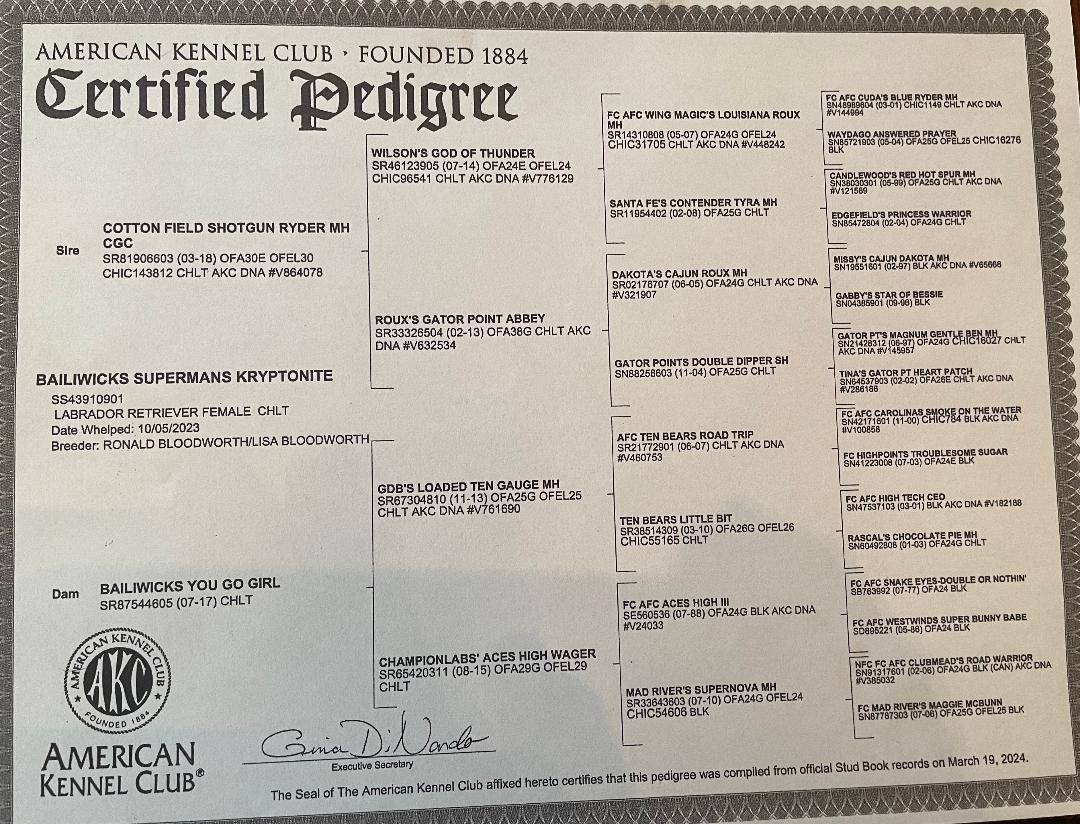 AMERICAN KENNEL CLUB • FOUNDED 1884
Certified Pedigree
Sire
COTTON FIELD SHOTGUN RYDER MH
CGC
SR81906603 (03-18) OFA30E OFEL30
CHIC143812 CHLT AKC DNA #V864078
BAILIWICKS SUPERMANS KRYPTONITE
SS43910901
LABRADOR RETRIEVER FEMALE CHLT
Date Whelped: 10/05/2023
Breeder: RONALD BLOODWORTH/LISA BLOODWORTH
Dam
BAILIWICKS YOU GO GIRL
SR87544605 (07-17) CHLT
WILSON'S GOD OF THUNDER
SR46123905 (07-14) OFA24E OFEL24
CHIC96541 CHLT AKC DNA #V776129
ROUX'S GATOR POINT ABBEY
SR33326504 (02-13) OFA38G CHLT AKC
DNA #V632534
GDB'S LOADED TEN GAUGE MH
SR67304810 (11-13) OFA25G OFEL25
CHLT AKC DNA #V761690
CHAMPIONLABS' ACES HIGH WAGER
SR65420311 (08-15) OFA29G OFEL29
CHLT
FC AFC WING MAGIC'S LOUISIANA ROUX
MH
SR14310808 (05-07) OFA24G OFEL24
CHIC31705 CHLT AKC DNA #V448242
SANTA FE'S CONTENDER TYRA MH
SR11954402 (02-08) OFA25G CHLT
DAKOTA'S CAJUN ROUX MH
SR02176707 (06-05) OFA24G CHLT AKC DNA
#V321907
GATOR POINTS DOUBLE DIPPER SH
SN88258603 (11-04) OFA25G CHLT
AFC TEN BEARS ROAD TRIP
SR21772901 (06-07) CHLT AKC DNA
#V460753
TEN BEARS LITTLE BIT
SR38514309 (03-10) OFA26G OFEL26
CHIC55165 CHLT
FC AFC ACES HIGH III
SE560536 (07-88) OFA24G BLK AKC DNA
#V24033
MAD RIVER'S SUPERNOVA MH
SR33643603 (07-10) OFA24G OFEL24
CHIC54606 BLK
FC AFC CUDA'S BLUE RYDER MH
SN48989604 (03-01) CHIC1149 CHLT AKC DNA
#V144994
WAYDAGO ANSWERED PRAYER
SN85721903 (05-04) OFA25G OFEL25 CHIC16276
BLK
CANDLEWOOD'S RED HOT SPUR MH
SN38030301 (05-99) OFA25G CHLT AKC DNA
#V121589
EDGEFIELD'S PRINCESS WARRIOR
SN85472804 (02-04) OFA24G CHLT
MISSY'S CAJUN DAKOTA MH
SN19551601 (02-97) BLK AKC DNA #V65666
GABBY'S STAR OF BESSIE
SN04385901 (09-96) BLK
GATOR PT'S MAGNUM GENTLE BEN MH
SN21428312 (06-97) OFA24G CHIC16027 CHLT
AKC DNA #V145957
TINA'S GATOR PT HEART PATCH
SN64537903 (02-02) OFA26E CHLT AKC DNA
#V286186
FC AFC CAROLINAS SMOKE ON THE WATER
SN42171601 (11-00) CHIC784 BLK AKC DNA
#V100858
FC HIGHPOINTS TROUBLESOME SUGAR
SN41223008 (07-03) OFA24E BLK
FC AFC HIGH TECH CEO
SN47537103 (03-01) BLK AKC DNA #V182188
RASCAL'S CHOCOLATE PIE MH
SN60492808 (01-03) OFA24G CHLT
FC AFC SNAKE EYES-DOUBLE OR NOTHIN'
SB763992 (07-77) OFA24 BLK
FC AFC WESTWINDS SUPER BUNNY BABE
SD895221 (05-86) OFA24 BLK
NFC FC AFC CLUBMEAD'S ROAD WARRIOR
SN91317601 (02-06) OFA24G BLK (CAN) AKC DNA
#V385032
FC MAD RIVER'S MAGGIE MCBUNN
SN87787303 (07-06) OFA25G OFEL25 BLK
AMERICAN KENNEL CLUB
AKC
FOUNDED 1884
AMERICAN
KENNEL CLUB®
Gina DiNardo
Executive Secretary
The Seal of The American Kennel Club affixed hereto certifies that this pedigree was compiled from official Stud Book records on March 19, 2024.